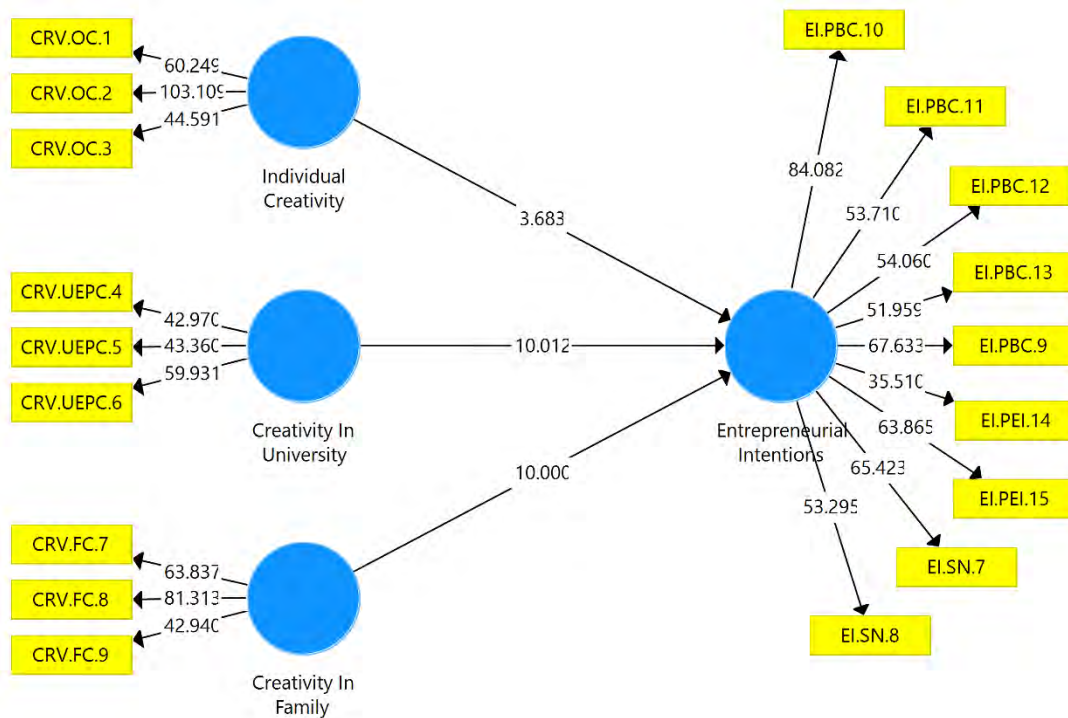 CRV.OC.1
60.249
CRV.OC.2
103.109
CRV.OC.3
44.591
Individual
Creativity
3.683
CRV.UEPC.4
42.970
CRV.UEPC.5
43.360
CRV.UEPC.6
59.931
Creativity In
University
10.012
CRV.FC.7
63.837
CRV.FC.8
81.313
CRV.FC.9
42.940
Creativity In
Family
10.000
Entrepreneurial
Intentions
EI.PBC.10
84.082
EI.PBC.11
53.710
EI.PBC.12
54.060
EI.PBC.13
51.959
EI.PBC.9
67.633
EI.PEI.14
35.510
EI.PEI.15
63.865
EI.SN.7
65.423
EI.SN.8
53.295